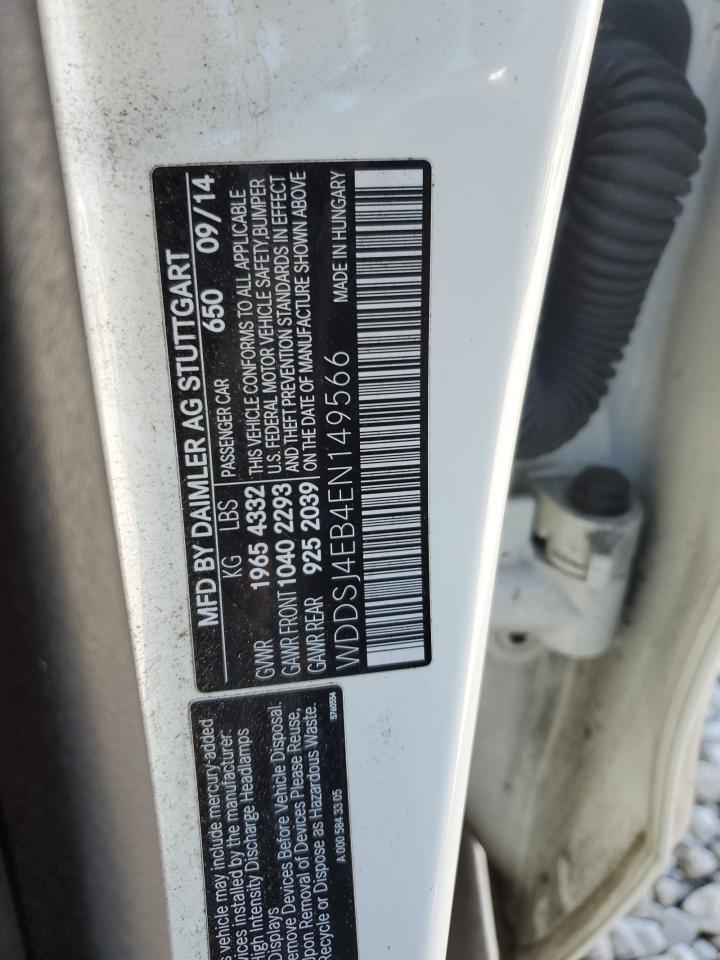 MFD BY DAIMLER AG STUTTGART
650 09/14
KG LBS PASSENGER CAR
GVWR 1965 4332 THIS VEHICLE CONFORMS TO ALL APPLICABLE
U.S. FEDERAL MOTOR VEHICLE SAFETY,BUMPER
GAWR FRONT 1040 2293 AND THEFT PREVENTION STANDARDS IN EFFECT
GAWR REAR 925 2039 ON THE DATE OF MANUFACTURE SHOWN ABOVE
WDDSJ4EB4EN149566 MADE IN HUNGARY
vehicle may include mercury-added
devices installed by the manufacturer
High Intensity Discharge Headlamps
Displays
Remove Devices Before Vehicle Disposal.
Upon Removal of Devices Please Reuse,
Recycle or Dispose as Hazardous Waste.
A 000 584 33 05 5760554